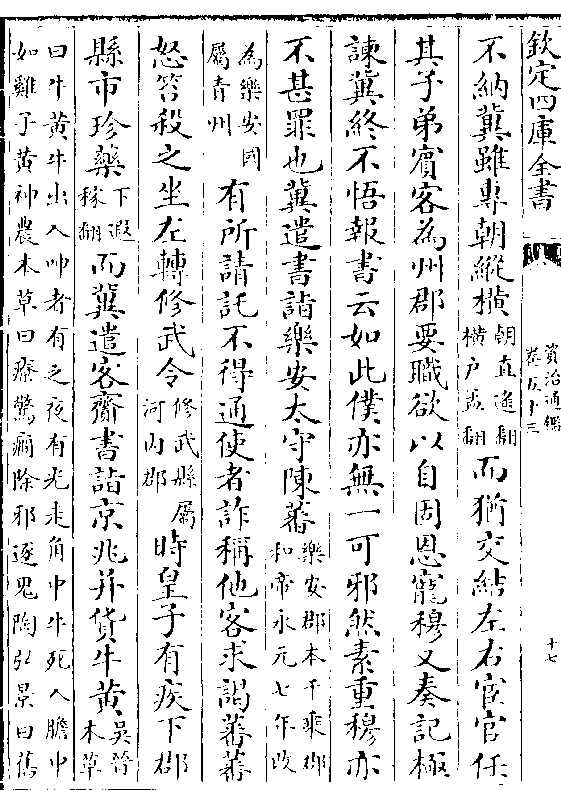 欽定四庫全書
資治通鑑
卷五十三
十七
不納冀雖專朝縱橫朝直遙翻橫戶孟翻而猶交結左右宦官任
其子弟賓客為州郡要職欲以自固恩寵穆又奏記極
諫冀終不悟報書云如此僕亦無一可邪然素重穆亦
不甚罪也冀遣書詣樂安太守陳蕃樂安郡本千乘郡和帝永元七年改
為樂安國屬青州有所請託不得通使者詐稱他客求謁蕃蕃
怒笞殺之坐左轉修武令修武縣屬河内郡時皇子有疾下郡
縣市珍藥下遐稼翻而冀遣客齎書詣京兆并貨牛黄吳普本草
曰牛黄牛出入呻者有之夜有光走角中牛死入膽中
如雞子黄神農本草曰療驚癎除邪逐鬼陶弘景曰舊